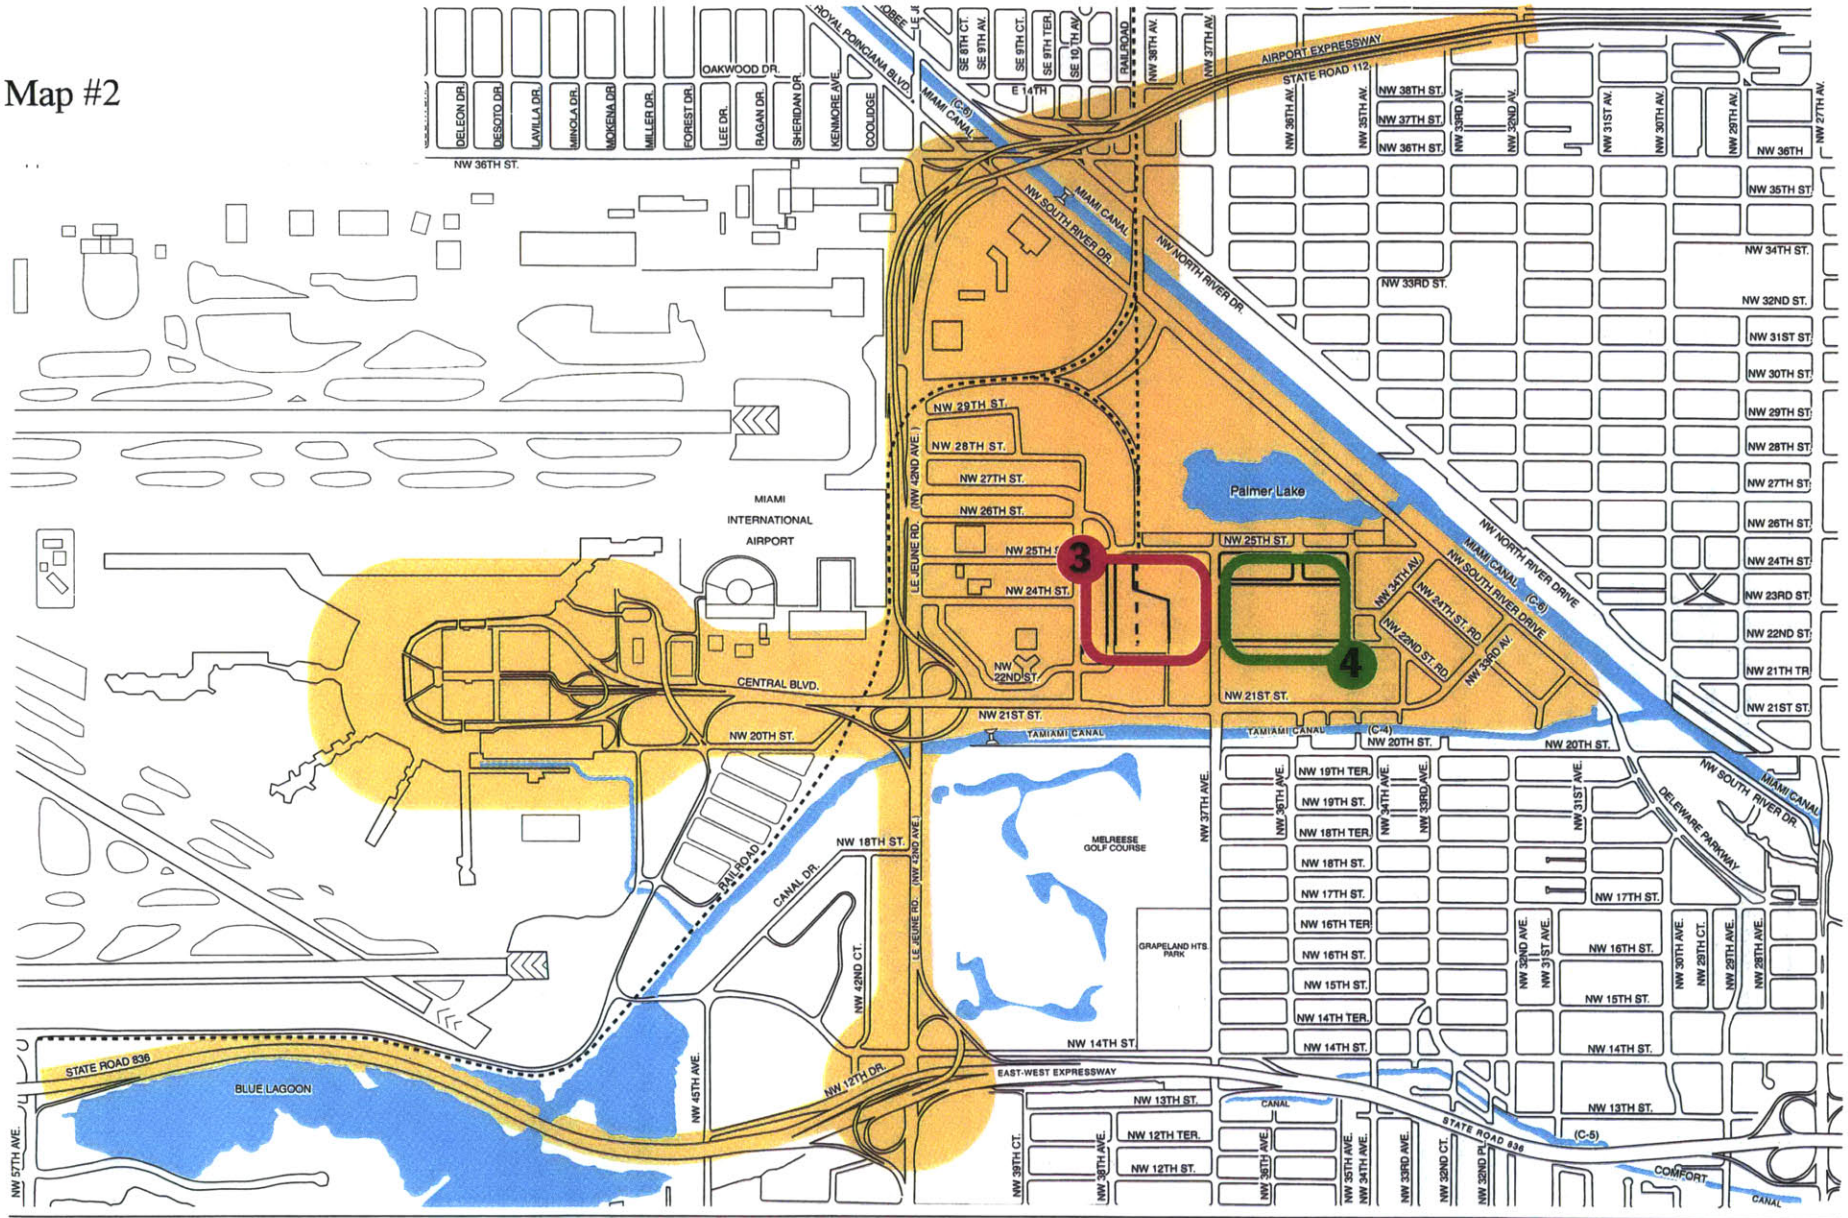 Map #2
ROYAL POINCIANA BLVD.
SE 8TH CT.
SE 9TH AV.
SE 9TH CT.
SE 9TH TER.
SE 10TH AV.
RAILROAD
NW 38TH AV.
NW 37TH AV.
AIRPORT EXPRESSWAY
STATE ROAD 112
OAKWOOD DR.
E 14TH
DELEON DR.
DESOTO DR.
LAVILLA DR.
MINOLA DR.
MOKENA DR.
MILLER DR.
FOREST DR.
LEE DR.
RAGAN DR.
SHERIDAN DR.
KENMORE AVE.
COOLIDGE
MIAMI CANAL
(C-6)
NW 36TH AV.
NW 35TH AV.
NW 38TH ST.
NW 37TH ST.
NW 36TH ST.
NW 33RD AV.
NW 32ND AV.
NW 31ST AV.
NW 30TH AV.
NW 29TH AV.
NW 27TH AV.
NW 36TH
NW 36TH ST.
NW 35TH ST.
NW SOUTH RIVER DR.
MIAMI CANAL
NW NORTH RIVER DR.
NW 34TH ST.
NW 33RD ST.
NW 32ND ST.
NW 31ST ST.
NW 30TH ST.
NW 29TH ST.
NW 28TH ST.
NW 27TH ST.
NW 26TH ST.
NW 24TH ST.
NW 23RD ST.
NW 22ND ST
NW 21TH TR
NW 21ST ST.
NW 29TH ST.
NW 28TH ST.
NW 27TH ST.
NW 26TH ST.
NW 25TH S
NW 24TH ST.
LE JEUNE RD. (NW 42ND AVE.)
MIAMI
INTERNATIONAL
AIRPORT
Palmer Lake
NW 25TH ST.
3
4
NW 34TH AV.
NW 24TH ST. RD.
NW 22ND ST. RD.
NW 33RD AV.
NW SOUTH RIVER DRIVE
MIAMI CANAL (C-6)
NW NORTH RIVER DRIVE
NW
22ND ST.
CENTRAL BLVD.
NW 21ST ST.
NW 21ST ST.
NW 20TH ST.
TAMIAMI CANAL
TAMIAMI CANAL
(C-4)
NW 20TH ST.
NW 20TH ST.
NW 37TH AVE.
NW 36TH AVE.
NW 34TH AVE.
NW 33RD AVE.
NW 31ST AVE.
NW 19TH TER.
NW 19TH ST.
NW 18TH TER.
NW 18TH ST.
NW 17TH ST.
NW 16TH TER
NW 16TH ST.
NW 15TH ST.
NW 14TH TER.
NW 14TH ST.
NW SOUTH RIVER DR.
MIAMI CANAL
DELEWARE PARKWAY
NW 17TH ST.
NW 32ND AVE.
NW 31ST AVE.
NW 16TH ST.
NW 15TH ST.
NW 14TH ST.
NW 13TH ST.
NW 30TH AVE.
NW 29TH CT.
NW 29TH AVE.
NW 28TH AVE.
MELREESE
GOLF COURSE
GRAPELAND HTS.
PARK
NW 18TH ST.
RAILROAD
CANAL DR.
NW 42ND CT.
LE JEUNE RD. (NW 42ND AVE.)
NW 14TH ST.
EAST-WEST EXPRESSWAY
NW 12TH DR.
NW 45TH AVE.
STATE ROAD 836
BLUE LAGOON
NW 57TH AVE.
NW 13TH ST.
NW 12TH TER.
NW 12TH ST.
NW 39TH CT.
NW 38TH AVE.
CANAL
NW 36TH AVE.
NW 35TH AVE.
NW 34TH AVE.
NW 33RD AVE.
NW 32ND CT.
NW 32ND PL
STATE ROAD 836
(C-5)
COMFORT
CANAL